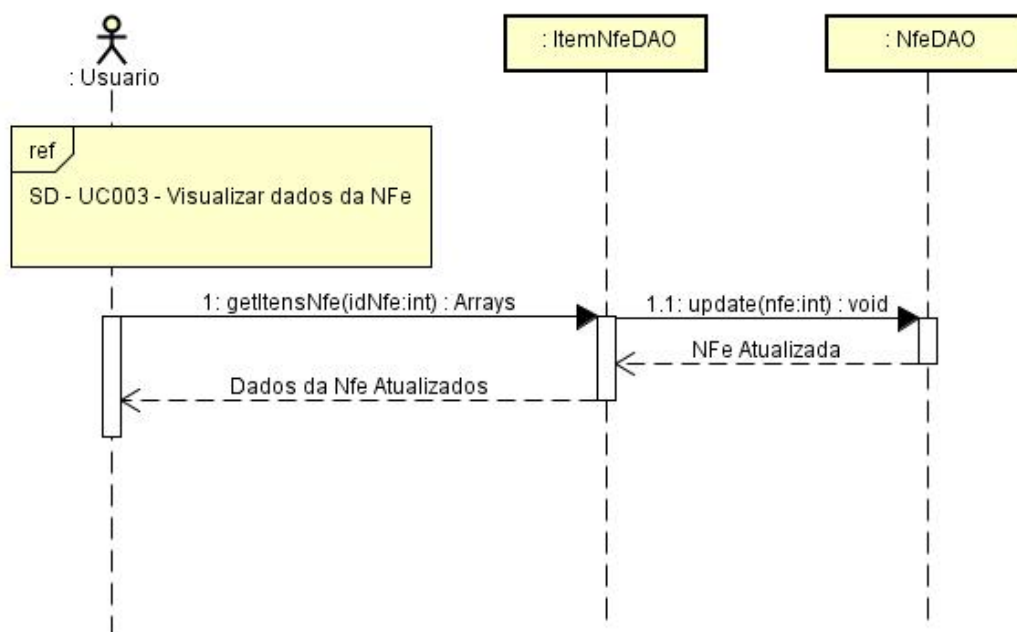 : Usuario
: ItemNfeDAO
: NfeDAO
ref
SD - UC003 - Visualizar dados da NFe
1: getItensNfe(idNfe:int) : Arrays
1.1: update(nfe:int) : void
NFe Atualizada
Dados da Nfe Atualizados